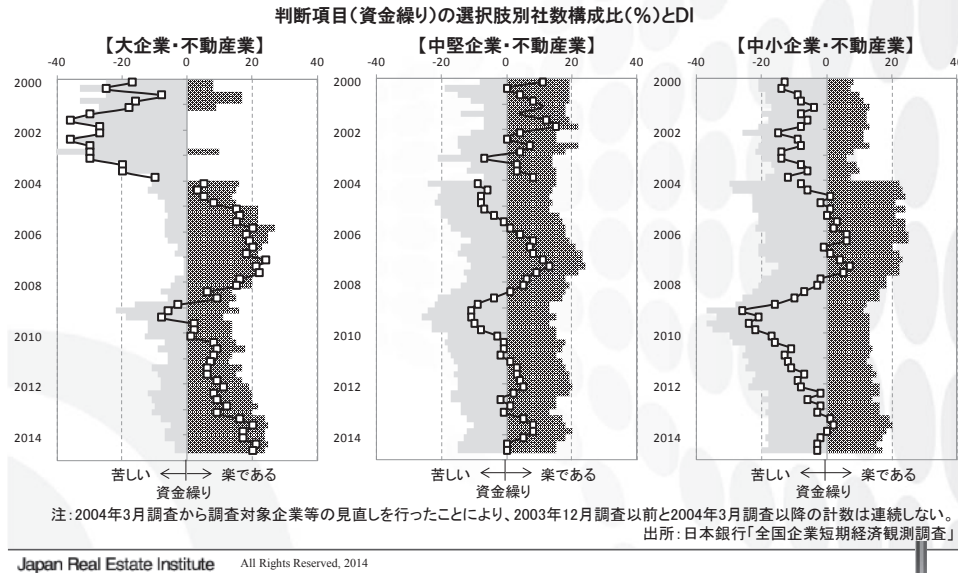 判断項目(資金繰り)の選択肢別社数構成比(%)とDI
【大企業・不動産業】
【中堅企業・不動産業】
【中小企業・不動産業】
-40 -20 0 20 40
-40 -20 0 20 40
-40 -20 0 20 40
2000 2000 2000
2002 2002 2002
2004 2004 2004
2006 2006 2006
2008 2008 2008
2010 2010 2010
2012 2012 2012
2014 2014 2014
苦しい ←→ 楽である
資金繰り
苦しい ←→ 楽である
資金繰り
苦しい ←→ 楽である
資金繰り
注:2004年3月調査から調査対象企業等の見直しを行ったことにより、2003年12月調査以前と2004年3月調査以降の計数は連続しない。
出所:日本銀行「全国企業短期経済観測調査」
Japan Real Estate Institute All Rights Reserved, 2014